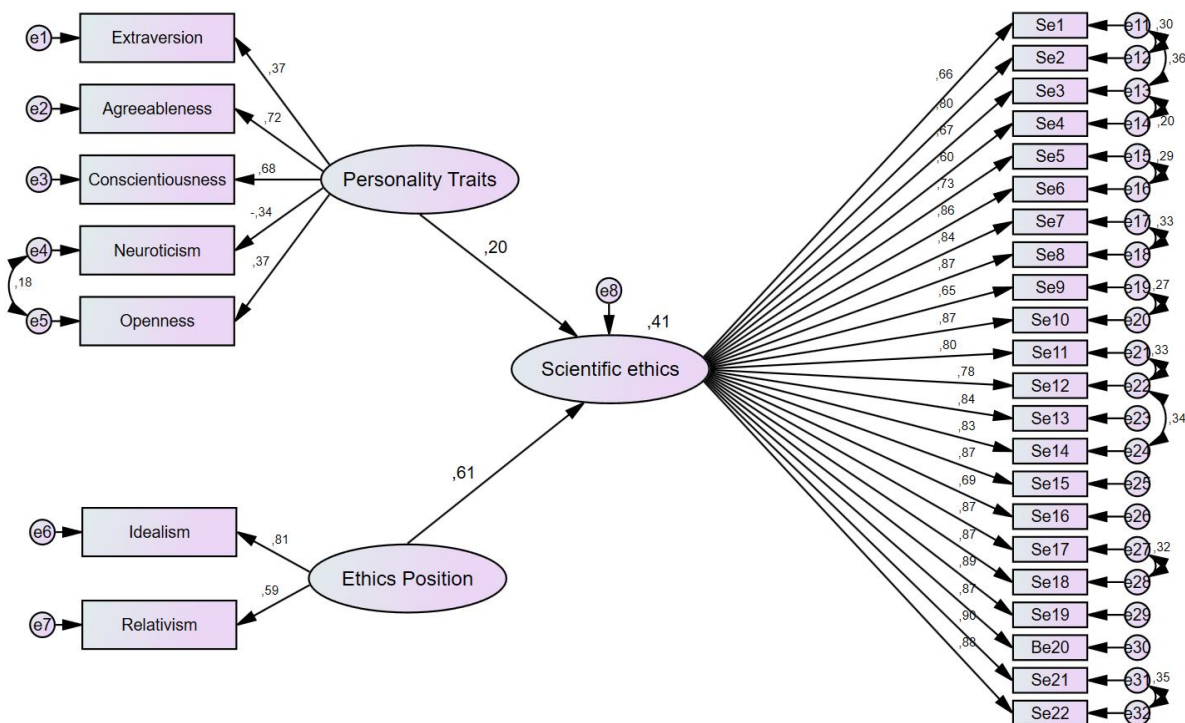 e1
Extraversion
,37
e2
Agreeableness
,72
e3
Conscientiousness
,68
e4
Neuroticism
-,34
,18
e5
Openness
,37
Personality Traits
,20
e8
,41
Scientific ethics
,61
e6
Idealism
,81
Ethics Position
e7
Relativism
,59
,66
,80
,67
,60
,73
,86
,84
,87
,65
,87
,80
,78
,84
,83
,87
,69
,87
,87
,89
,87
,90
,88
Se1
e11
,30
Se2
e12
,36
Se3
e13
Se4
e14
,20
Se5
e15
,29
Se6
e16
Se7
e17
,33
Se8
e18
Se9
e19
,27
Se10
e20
Se11
e21
,33
Se12
e22
Se13
e23
,34
Se14
e24
Se15
e25
Se16
e26
Se17
e27
,32
Se18
e28
Se19
e29
Be20
e30
Se21
e31
,35
Se22
e32